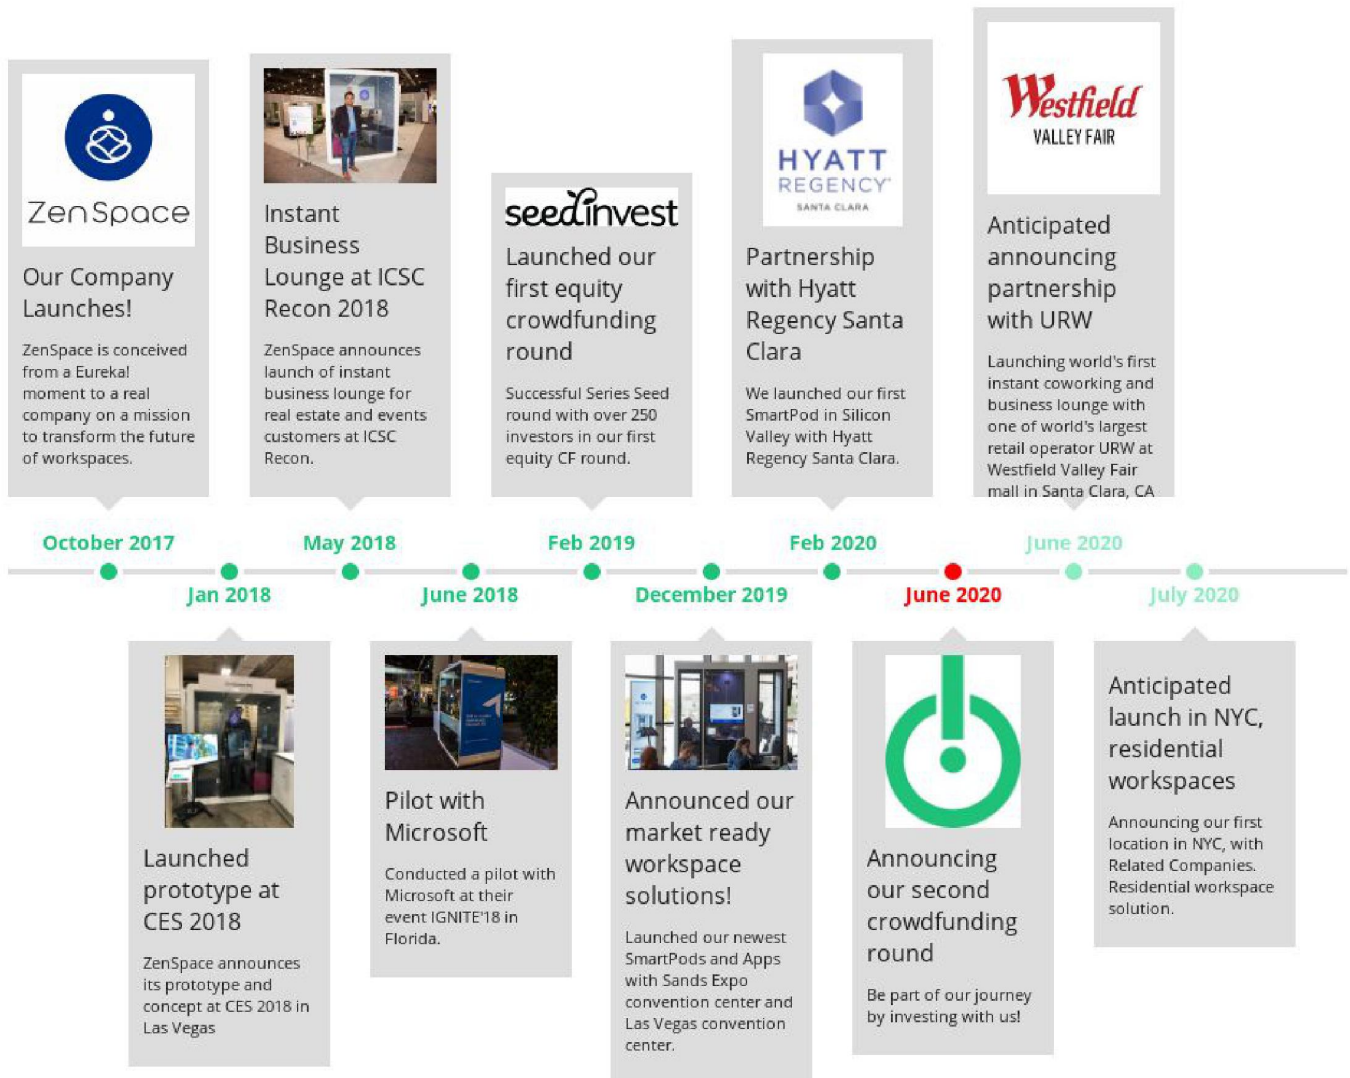 ZenSpace
Our Company
Launches!
ZenSpace is conceived
from a Eureka!
moment to a real
company on a mission
to transform the future
of workspaces.
October 2017
Instant
Business
Lounge at ICSC
Recon 2018
ZenSpace announces
launch of instant
business lounge for
real estate and events
customers at ICSC
Recon.
May 2018
seedinvest
Launched our
first equity
crowdfunding
round
Successful Series Seed
round with over 250
investors in our first
equity CF round.
Feb 2019
HYATT
REGENCY
SANTA CLARA
Partnership
with Hyatt
Regency Santa
Clara
We launched our first
SmartPod in Silicon
Valley with Hyatt
Regency Santa Clara.
Feb 2020
Westfield
VALLEY FAIR
Anticipated
announcing
partnership
with URW
Launching world's first
instant coworking and
business lounge with
one of world's largest
retail operator URW at
Westfield Valley Fair
mall in Santa Clara, CA
June 2020
Jan 2018
Launched
prototype at
CES 2018
ZenSpace announces
its prototype and
concept at CES 2018 in
Las Vegas
June 2018
Pilot with
Microsoft
Conducted a pilot with
Microsoft at their
event IGNITE'18 in
Florida.
December 2019
Announced our
market ready
workspace
solutions!
Launched our newest
SmartPods and Apps
with Sands Expo
convention center and
Las Vegas convention
center.
June 2020
Announcing
our second
crowdfunding
round
Be part of our journey
by investing with us!
July 2020
Anticipated
launch in NYC,
residential
workspaces
Announcing our first
location in NYC, with
Related Companies.
Residential workspace
solution.